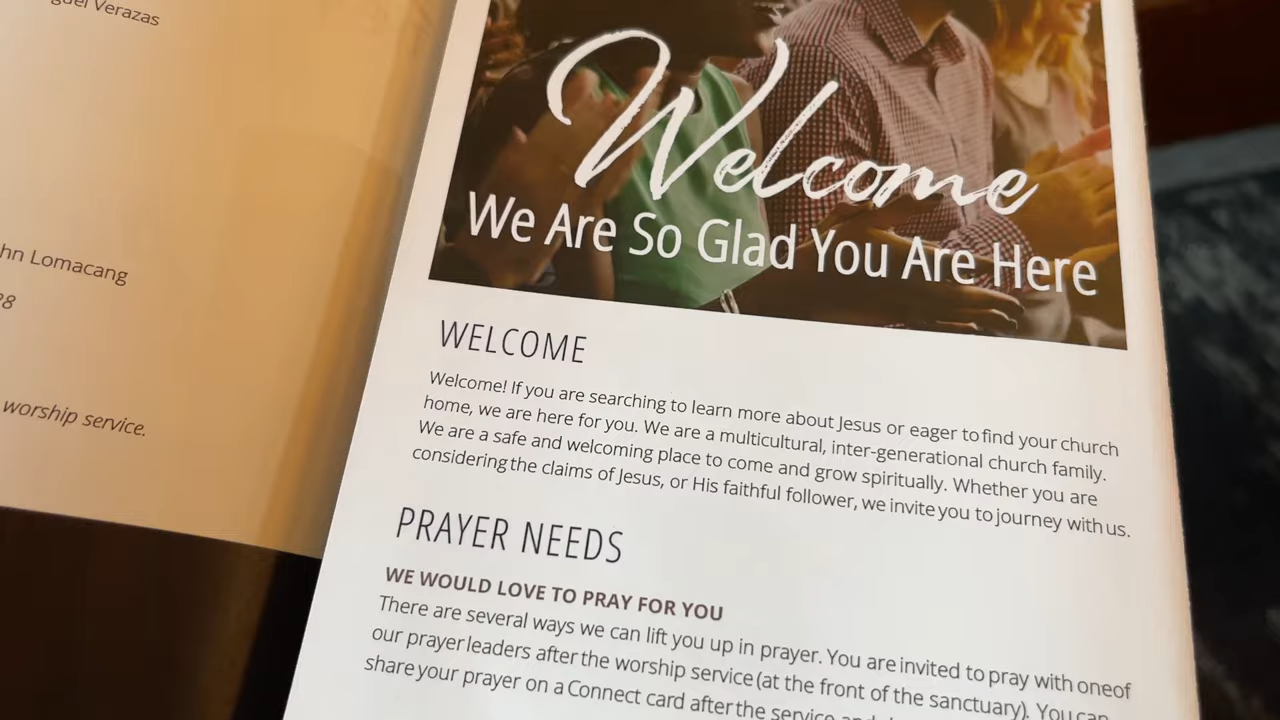 Verazas
Lomacang
worship service.
Welcome
We Are So Glad You Are Here
WELCOME
Welcome! If you are searching to learn more about Jesus or eager to find your church
home, we are here for you. We are a multicultural, inter-generational church family.
We are a safe and welcoming place to come and grow spiritually. Whether you are
considering the claims of Jesus, or His faithful follower, we invite you to journey with us.
PRAYER NEEDS
WE WOULD LOVE TO PRAY FOR YOU
There are several ways we can lift you up in prayer. You are invited to pray with one of
our prayer leaders after the worship service (at the front of the sanctuary). You can
share your prayer on a Connect card after the service and